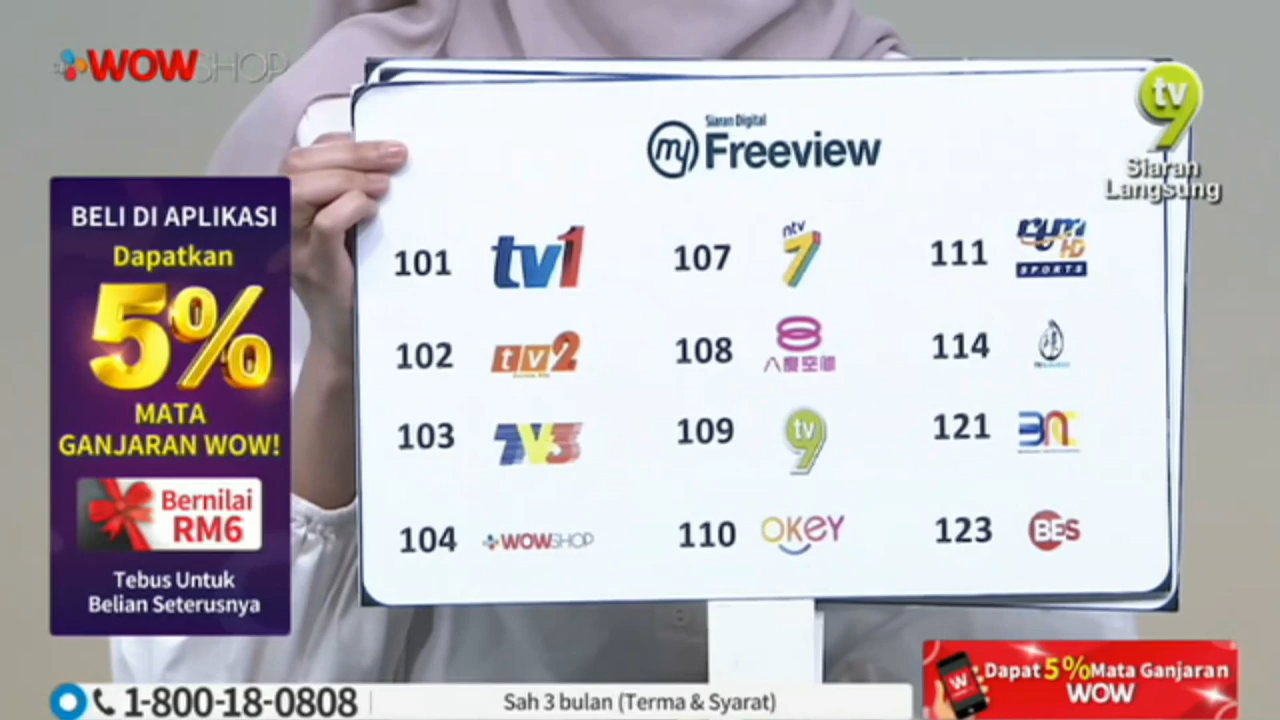 WOWSHOP
tv9
Siaran
Langsung
Siaran Digital
my Freeview
101 tv1
102 tv2
103 TV3
104 WOWSHOP
107 ntv7
108 八度空间
109 tv9
110 OKEY
111 HD
SPORTS
114
121
123 BES
BELI DI APLIKASI
Dapatkan
5%
MATA
GANJARAN WOW!
Bernilai
RM6
Tebus Untuk
Belian Seterusnya
1-800-18-0808
Sah 3 bulan (Terma & Syarat)
Dapat 5% Mata Ganjaran
WOW
W